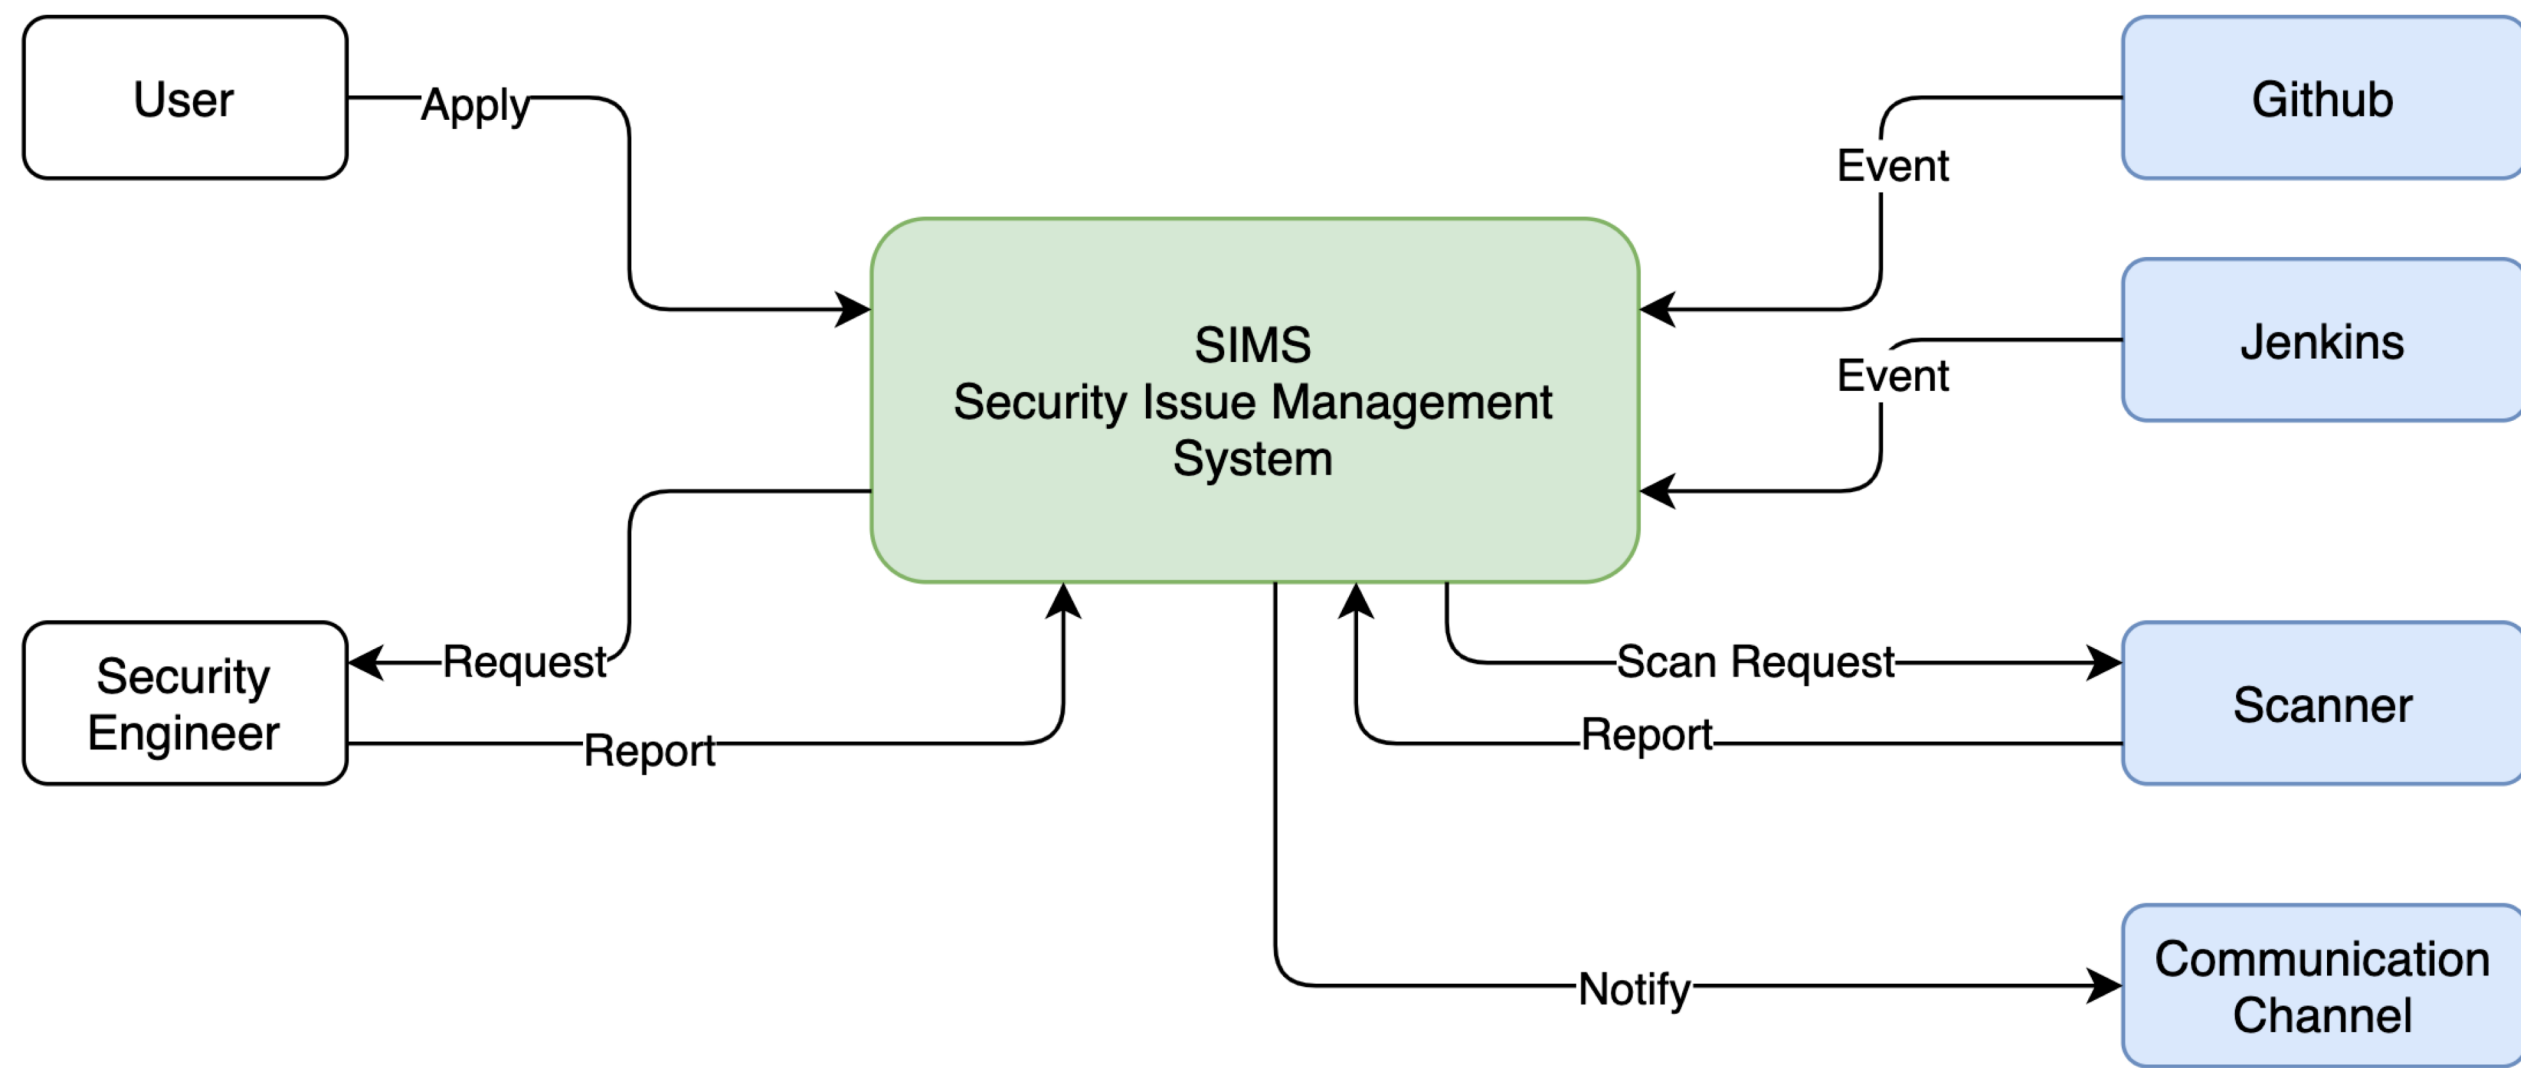 User
Apply
Github
Event
SIMS
Security Issue Management
System
Jenkins
Event
Security
Engineer
Request
Report
Scan Request
Report
Scanner
Notify
Communication
Channel